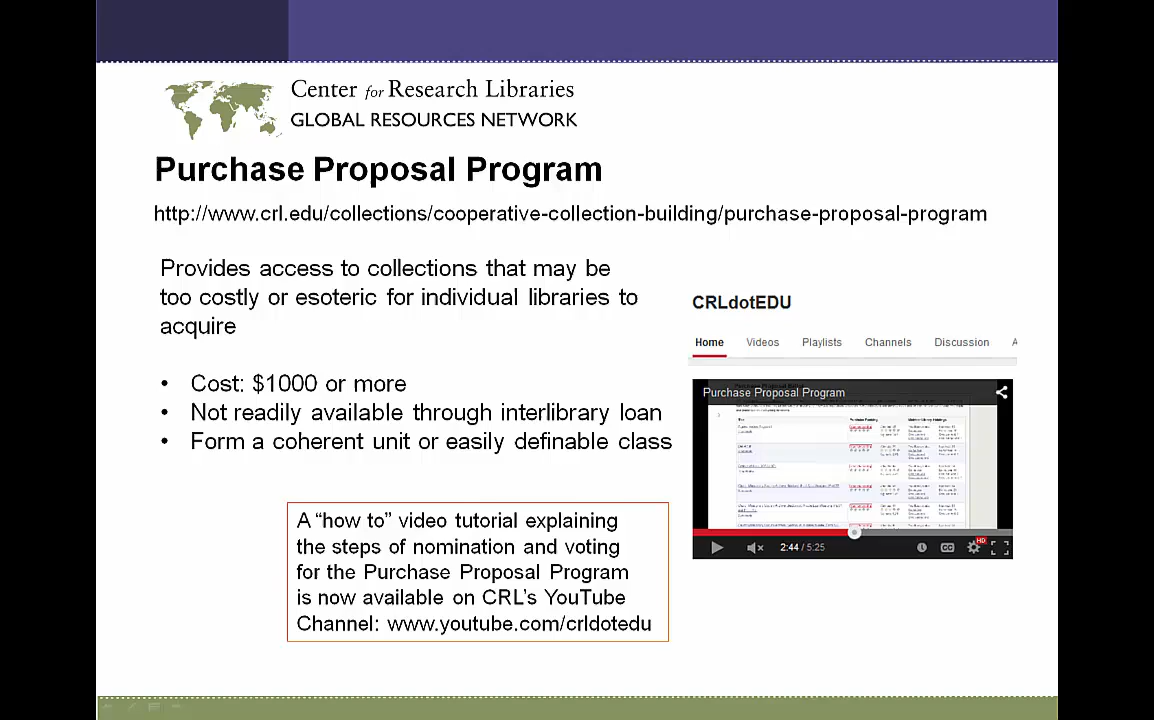 Center for Research Libraries
GLOBAL RESOURCES NETWORK
Purchase Proposal Program
http://www.crl.edu/collections/cooperative-collection-building/purchase-proposal-program
Provides access to collections that may be
too costly or esoteric for individual libraries to
acquire
• Cost: $1000 or more
• Not readily available through interlibrary loan
• Form a coherent unit or easily definable class
A “how to” video tutorial explaining
the steps of nomination and voting
for the Purchase Proposal Program
is now available on CRL’s YouTube
Channel: www.youtube.com/crldotedu
CRLdotEDU
Home Videos Playlists Channels Discussion
Purchase Proposal Program
2:44 / 5:25 CC HD